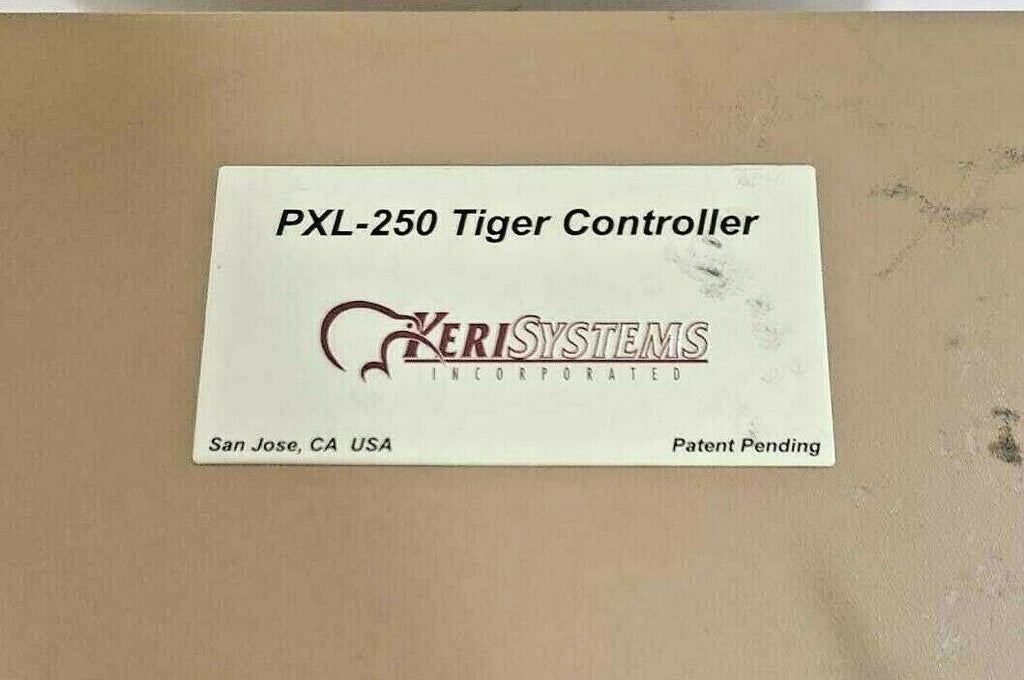 PXL-250 Tiger Controller
KERISYSTEMS
INCORPORATED
San Jose, CA USA
Patent Pending